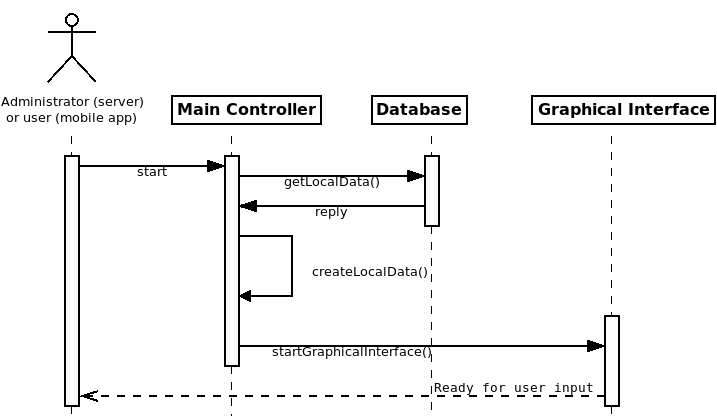 Administrator (server)
or user (mobile app)
Main Controller
Database
Graphical Interface
start
getLocalData()
reply
createLocalData()
startGraphicalInterface()
Ready for user input